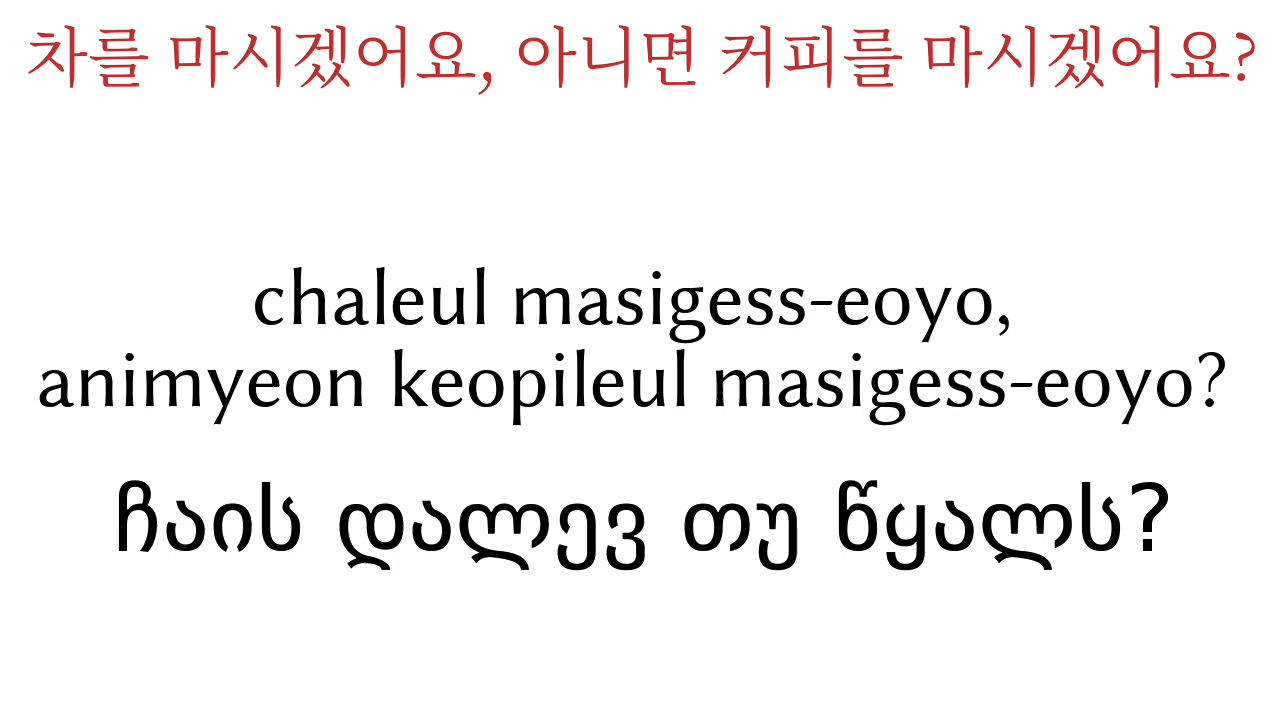 차를 마시겠어요, 아니면 커피를 마시겠어요?
chaleul masigess-eoyo,
animyeon keopileul masigess-eoyo?
ჩაის დალევ თუ წყალს?